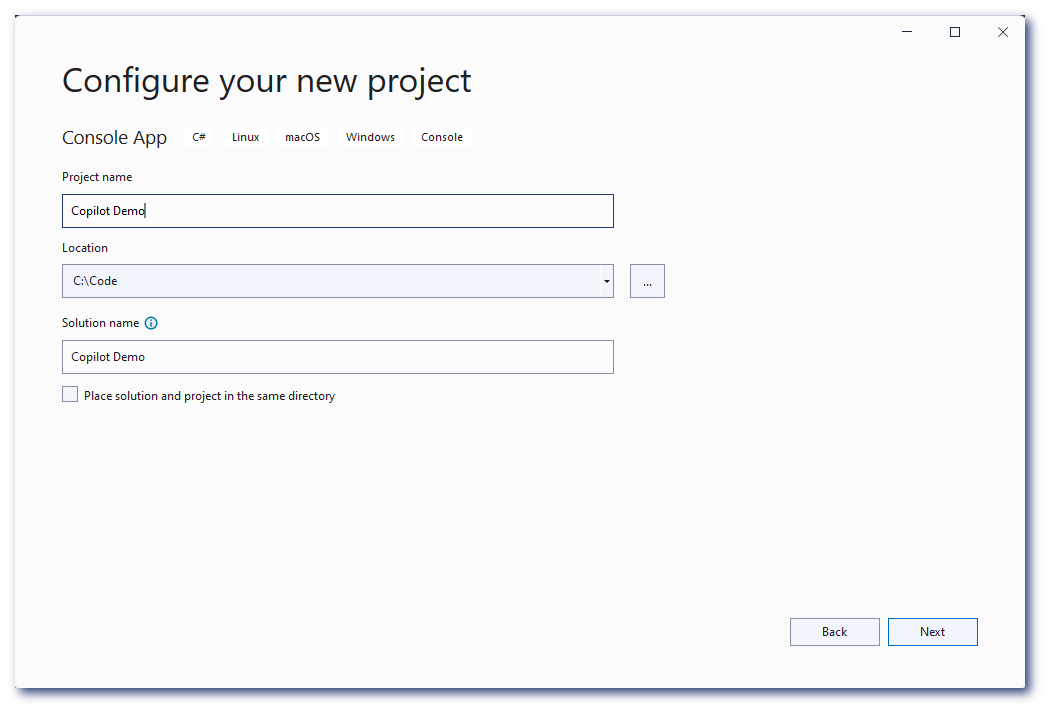 Configure your new project
Console App C# Linux macOS Windows Console
Project name
Copilot Demo
Location
C:\Code
...
Solution name
Copilot Demo
Place solution and project in the same directory
Back Next